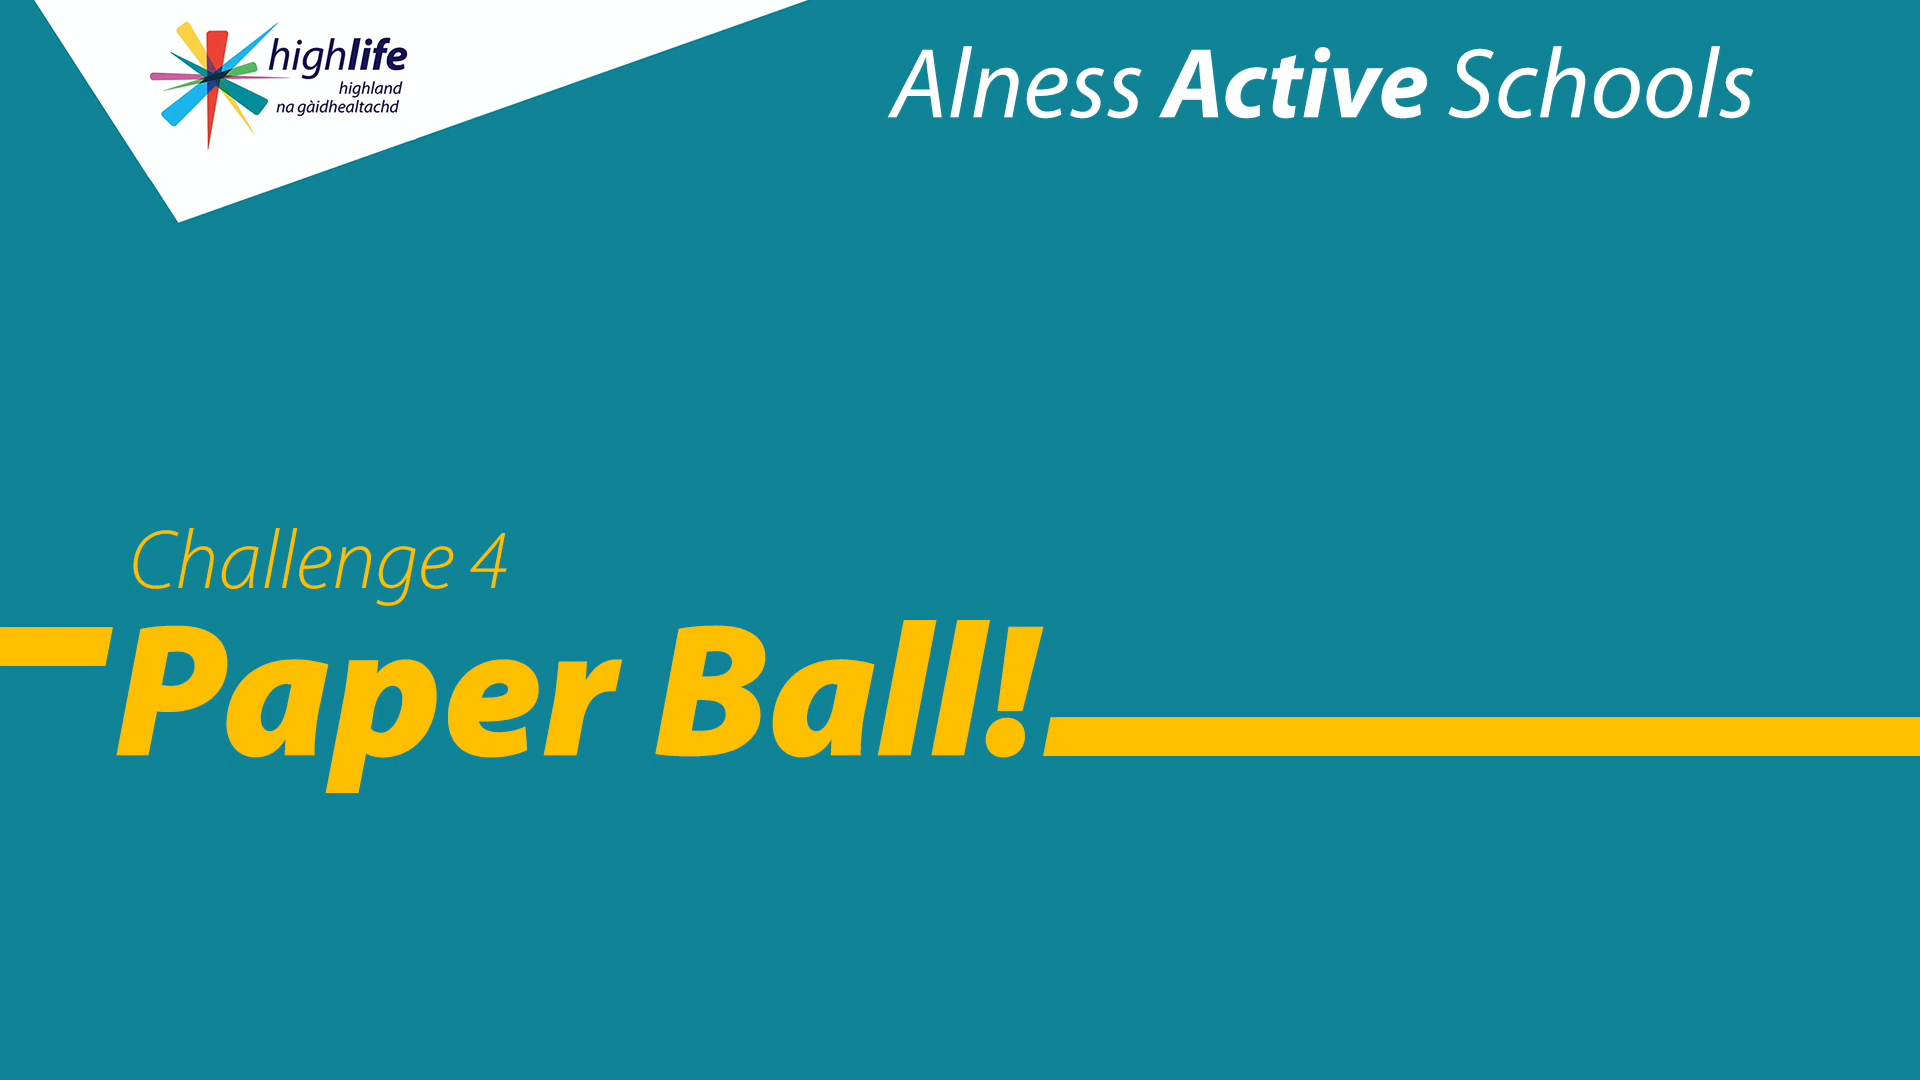 highlife
highland
na gàidhealtachd
Alness Active Schools
Challenge 4
Paper Ball!